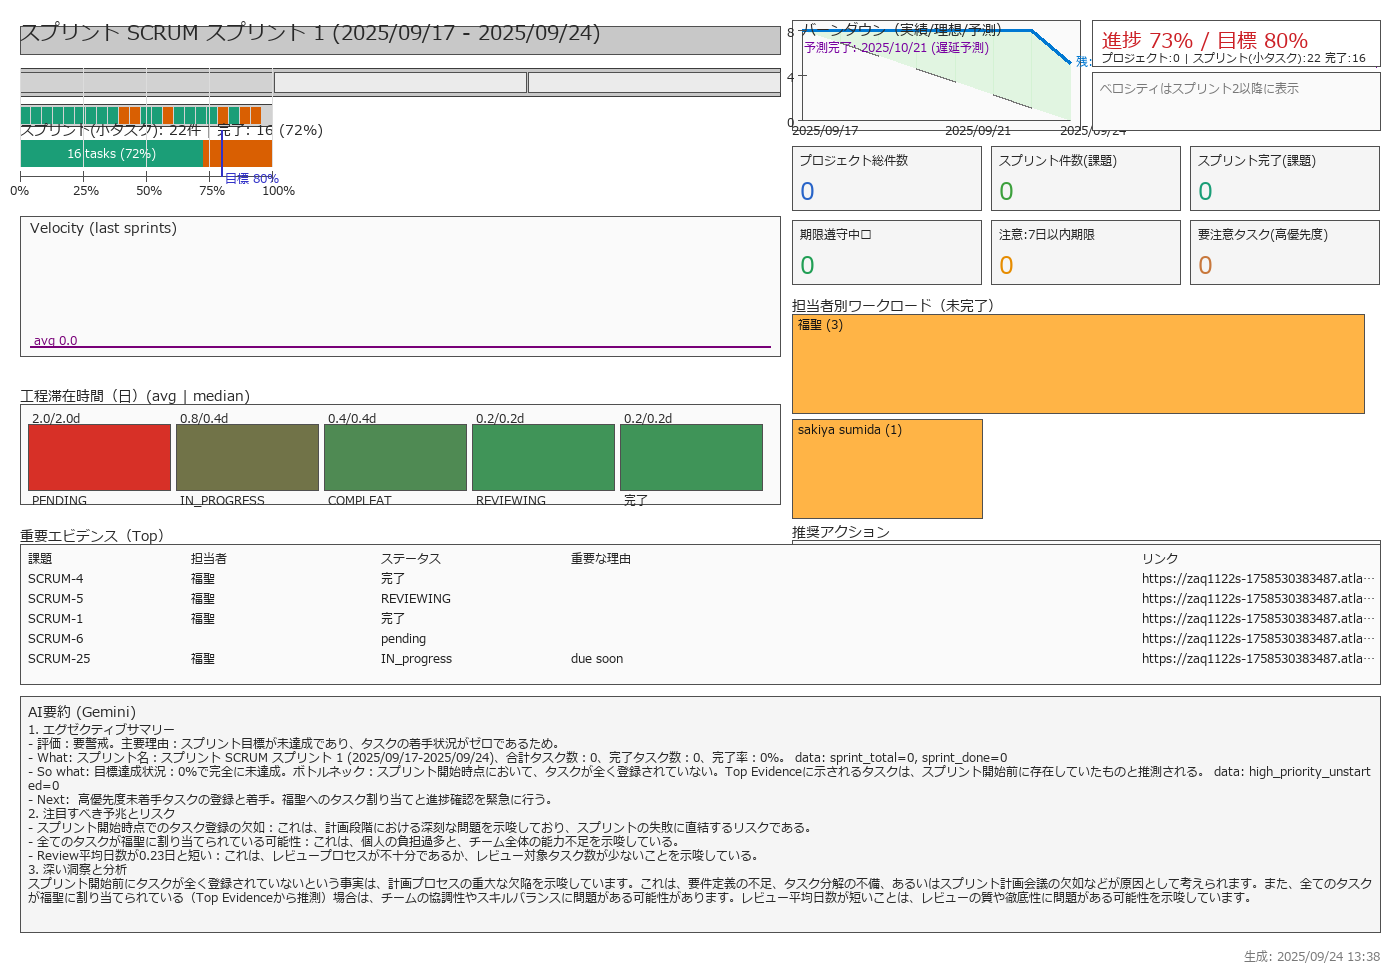 スプリント SCRUM スプリント 1 (2025/09/17 - 2025/09/24)
スプリント(小タスク): 22件 | 完了: 16 (72%)
16 tasks (72%)
目標 80%
0% 25% 50% 75% 100%
バーンダウン（実績/理想/予測）
予測完了: 2025/10/21 (遅延予測)
8
4
0
残:
2025/09/17 2025/09/21 2025/09/24
進捗 73% / 目標 80%
プロジェクト:0 | スプリント(小タスク):22 完了:16
ベロシティはスプリント2以降に表示
プロジェクト総件数
0
スプリント件数(課題)
0
スプリント完了(課題)
0
期限遵守中□
0
注意:7日以内期限
0
要注意タスク(高優先度)
0
Velocity (last sprints)
avg 0.0
担当者別ワークロード（未完了）
福聖 (3)
sakiya sumida (1)
工程滞在時間（日）(avg | median)
2.0/2.0d 0.8/0.4d 0.4/0.4d 0.2/0.2d 0.2/0.2d
PENDING IN_PROGRESS COMPLEAT REVIEWING 完了
推奨アクション
重要エビデンス（Top）
課題 担当者 ステータス 重要な理由 リンク
SCRUM-4 福聖 完了 https://zaq1122s-1758530383487.atla…
SCRUM-5 福聖 REVIEWING https://zaq1122s-1758530383487.atla…
SCRUM-1 福聖 完了 https://zaq1122s-1758530383487.atla…
SCRUM-6 pending https://zaq1122s-1758530383487.atla…
SCRUM-25 福聖 IN_progress due soon https://zaq1122s-1758530383487.atla…
AI要約 (Gemini)
1. エグゼクティブサマリー
- 評価：要警戒。主要理由：スプリント目標が未達成であり、タスクの着手状況がゼロであるため。
- What: スプリント名：スプリント SCRUM スプリント 1 (2025/09/17-2025/09/24)、合計タスク数：0、完了タスク数：0、完了率：0%。 data: sprint_total=0, sprint_done=0
- So what: 目標達成状況：0%で完全に未達成。ボトルネック：スプリント開始時点において、タスクが全く登録されていない。Top Evidenceに示されるタスクは、スプリント開始前に存在していたものと推測される。 data: high_priority_unstart
ed=0
- Next: 高優先度未着手タスクの登録と着手。福聖へのタスク割り当てと進捗確認を緊急に行う。
2. 注目すべき予兆とリスク
- スプリント開始時点でのタスク登録の欠如：これは、計画段階における深刻な問題を示唆しており、スプリントの失敗に直結するリスクである。
- 全てのタスクが福聖に割り当てられている可能性：これは、個人の負担過多と、チーム全体の能力不足を示唆している。
- Review平均日数が0.23日と短い：これは、レビュープロセスが不十分であるか、レビュー対象タスク数が少ないことを示唆している。
3. 深い洞察と分析
スプリント開始前にタスクが全く登録されていないという事実は、計画プロセスの重大な欠陥を示唆しています。これは、要件定義の不足、タスク分解の不備、あるいはスプリント計画会議の欠如などが原因として考えられます。また、全てのタスク
が福聖に割り当てられている（Top Evidenceから推測）場合は、チームの協調性やスキルバランスに問題がある可能性があります。レビュー平均日数が短いことは、レビューの質や徹底性に問題がある可能性を示唆しています。
生成: 2025/09/24 13:38